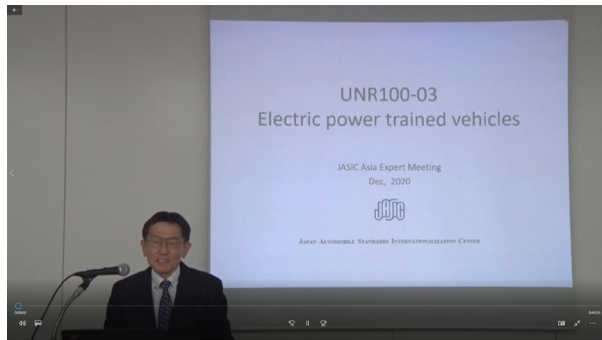 UNR100-03
Electric power trained vehicles
JASIC Asia Expert Meeting
Dec, 2020
JASIC
JAPAN AUTOMOBILE STANDARDS INTERNATIONALIZATION CENTER